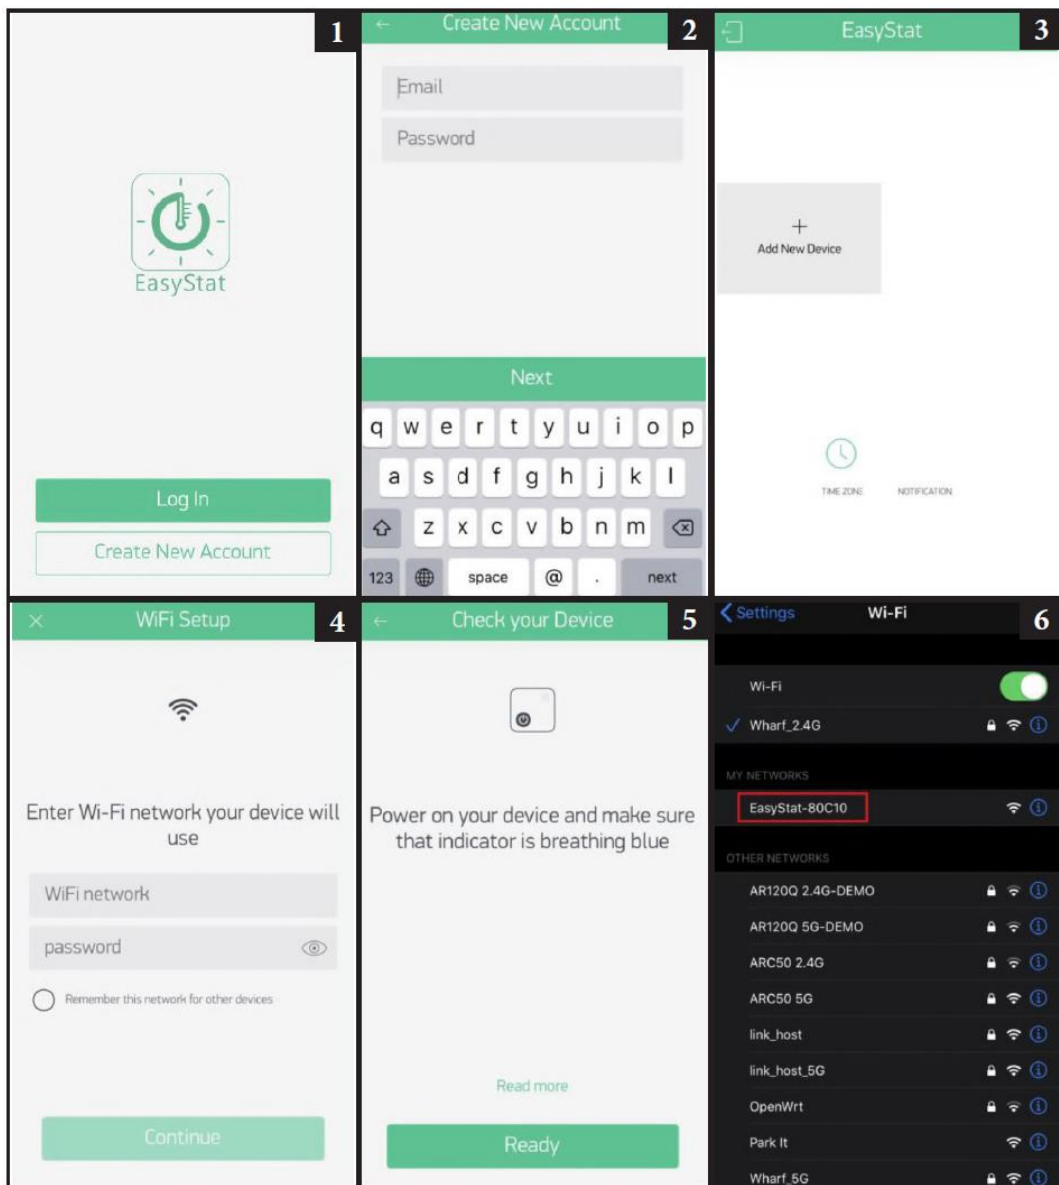 1
EasyStat
Log In
Create New Account
← Create New Account
2
Email
Password
Next
q w e r t y u i o p
a s d f g h j k l
z x c v b n m
123 space @ . next
EasyStat
3
+
Add New Device
TIME ZONE NOTIFICATION
× WiFi Setup
4
Enter Wi-Fi network your device will
use
WiFi network
password
Remember this network for other devices
Continue
← Check your Device
5
Power on your device and make sure
that indicator is breathing blue
Read more
Ready
Settings Wi-Fi
6
Wi-Fi
Wharf_2.4G
MY NETWORKS
EasyStat-80C10
OTHER NETWORKS
AR120Q 2.4G-DEMO
AR120Q 5G-DEMO
ARC50 2.4G
ARC50 5G
link_host
link_host_5G
OpenWrt
Park It
Wharf_5G